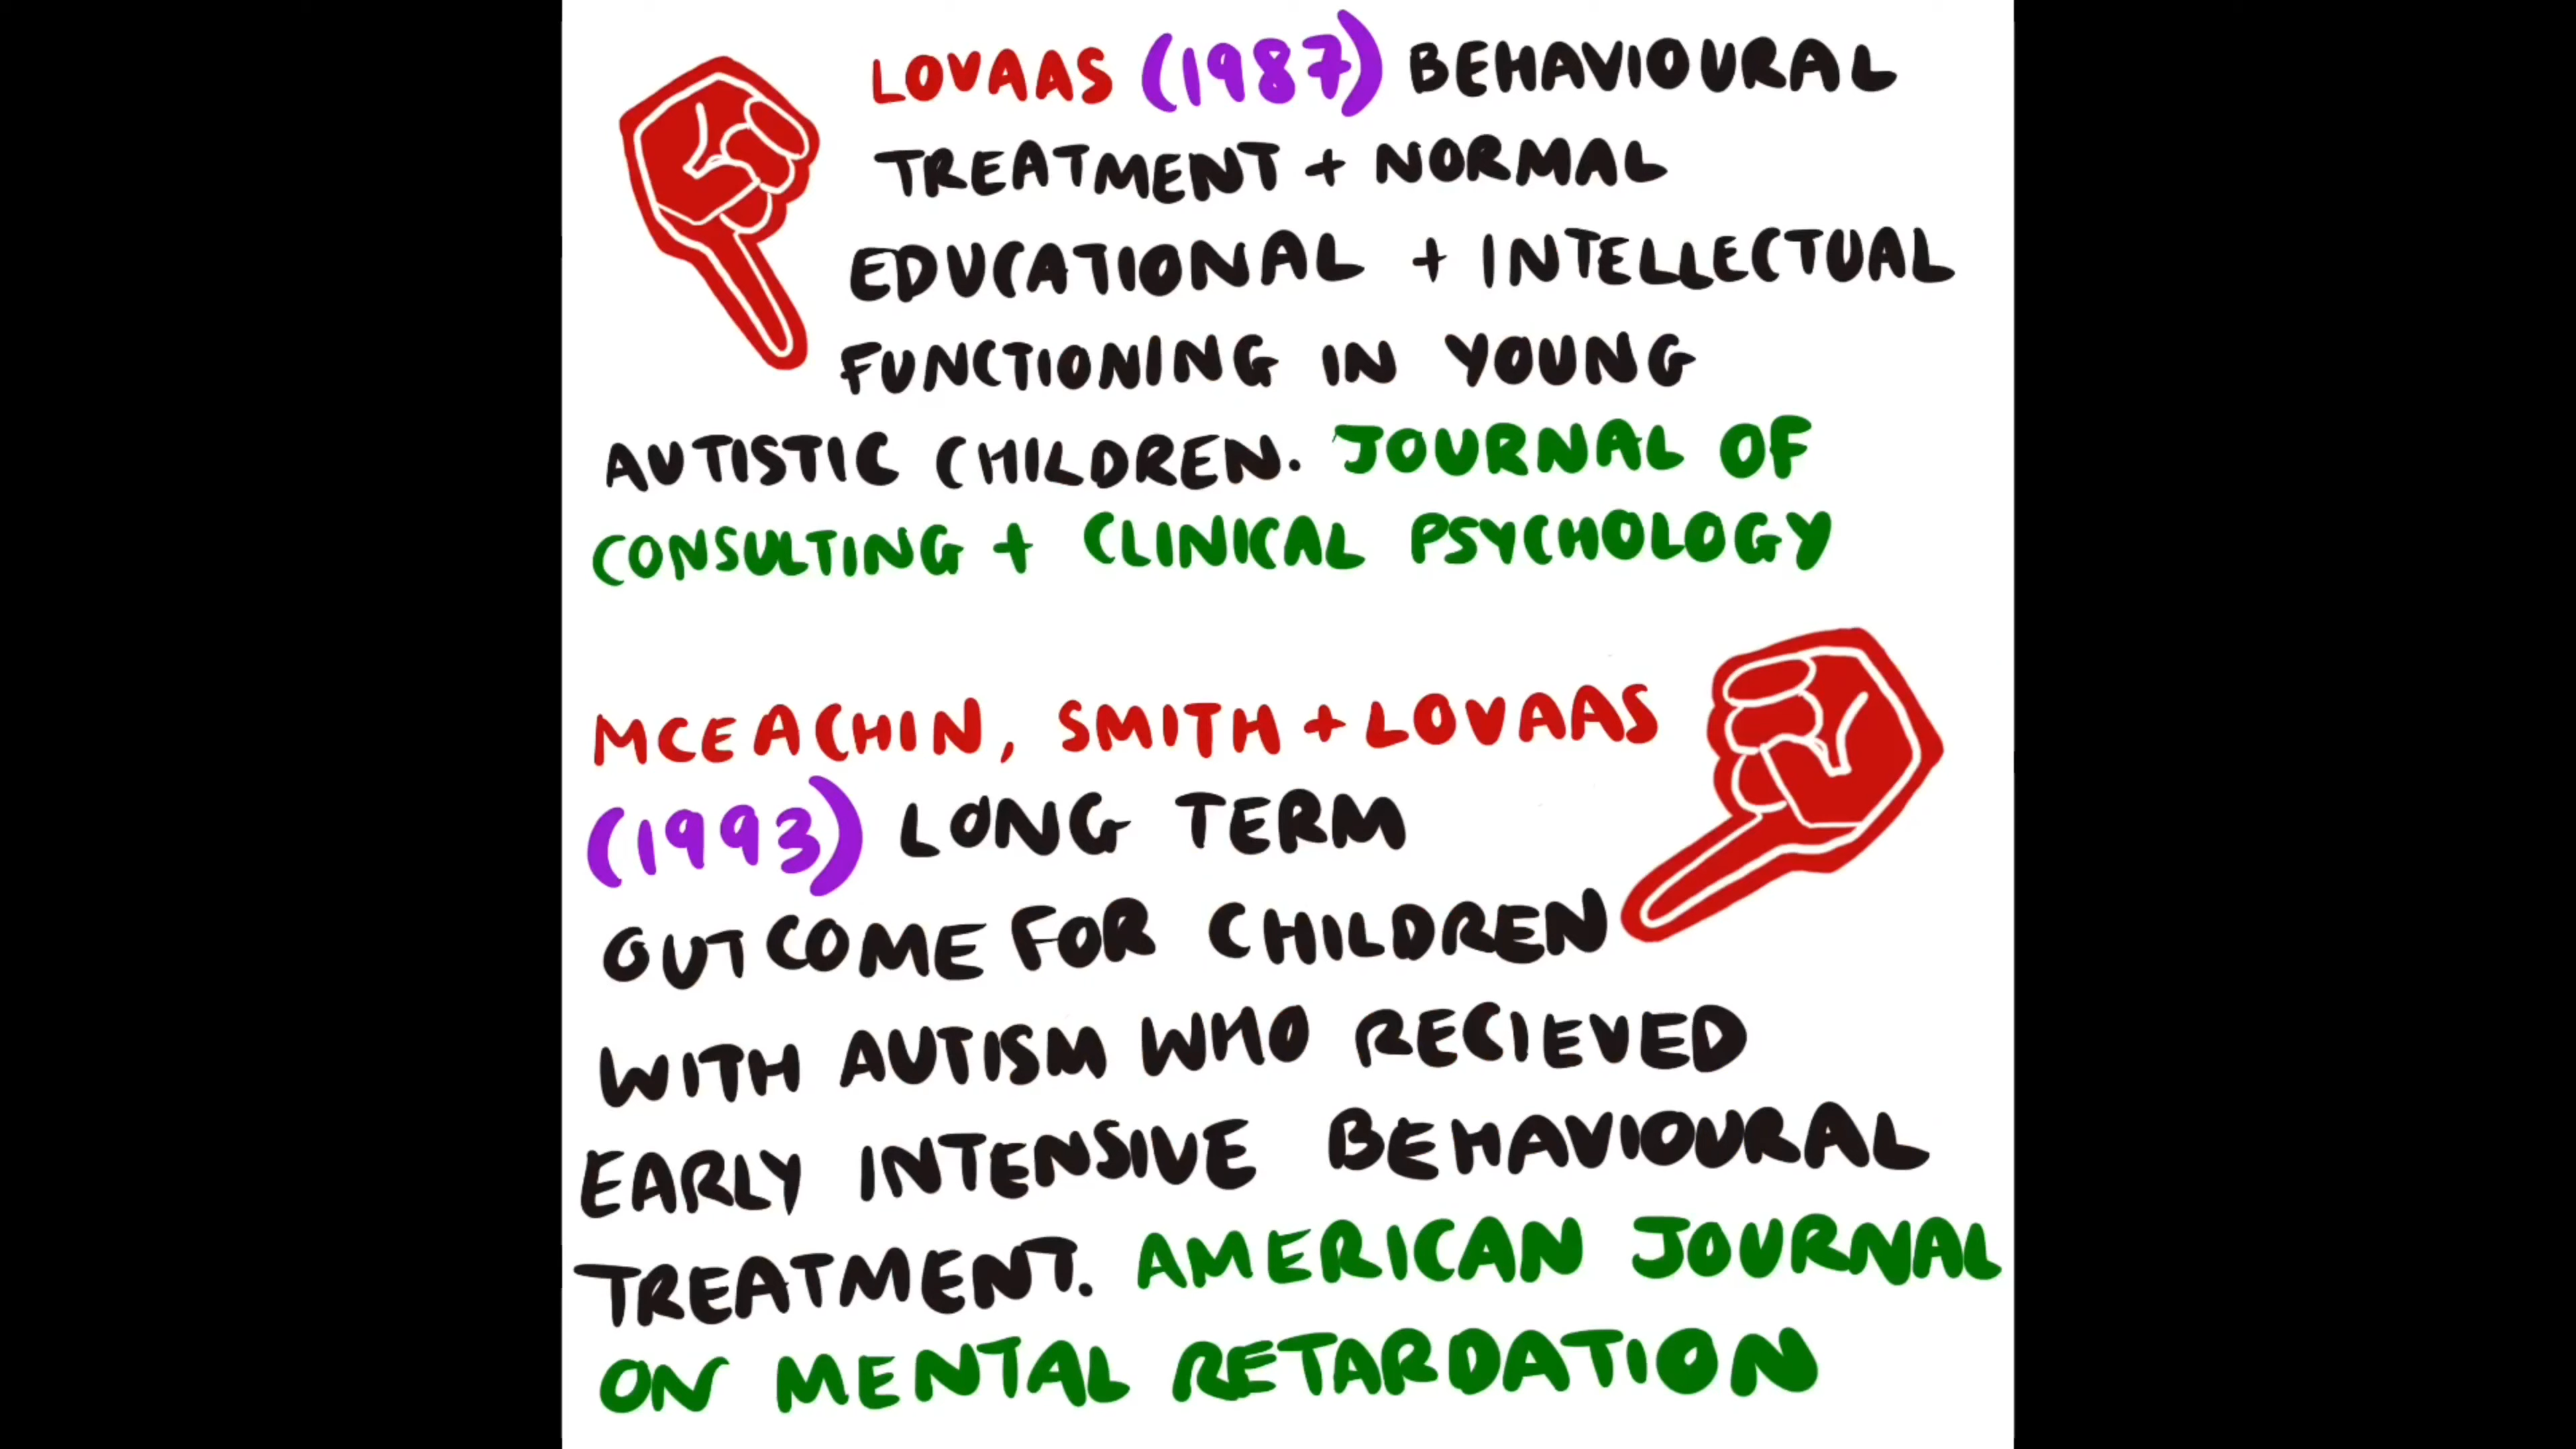 LOVAAS (1987) BEHAVIOURAL
TREATMENT + NORMAL
EDUCATIONAL + INTELLECTUAL
FUNCTIONING IN YOUNG
AUTISTIC CHILDREN. JOURNAL OF
CONSULTING + CLINICAL PSYCHOLOGY
MCEACHIN, SMITH + LOVAAS
(1993) LONG TERM
OUTCOME FOR CHILDREN
WITH AUTISM WHO RECIEVED
EARLY INTENSIVE BEHAVIOURAL
TREATMENT. AMERICAN JOURNAL
ON MENTAL RETARDATION